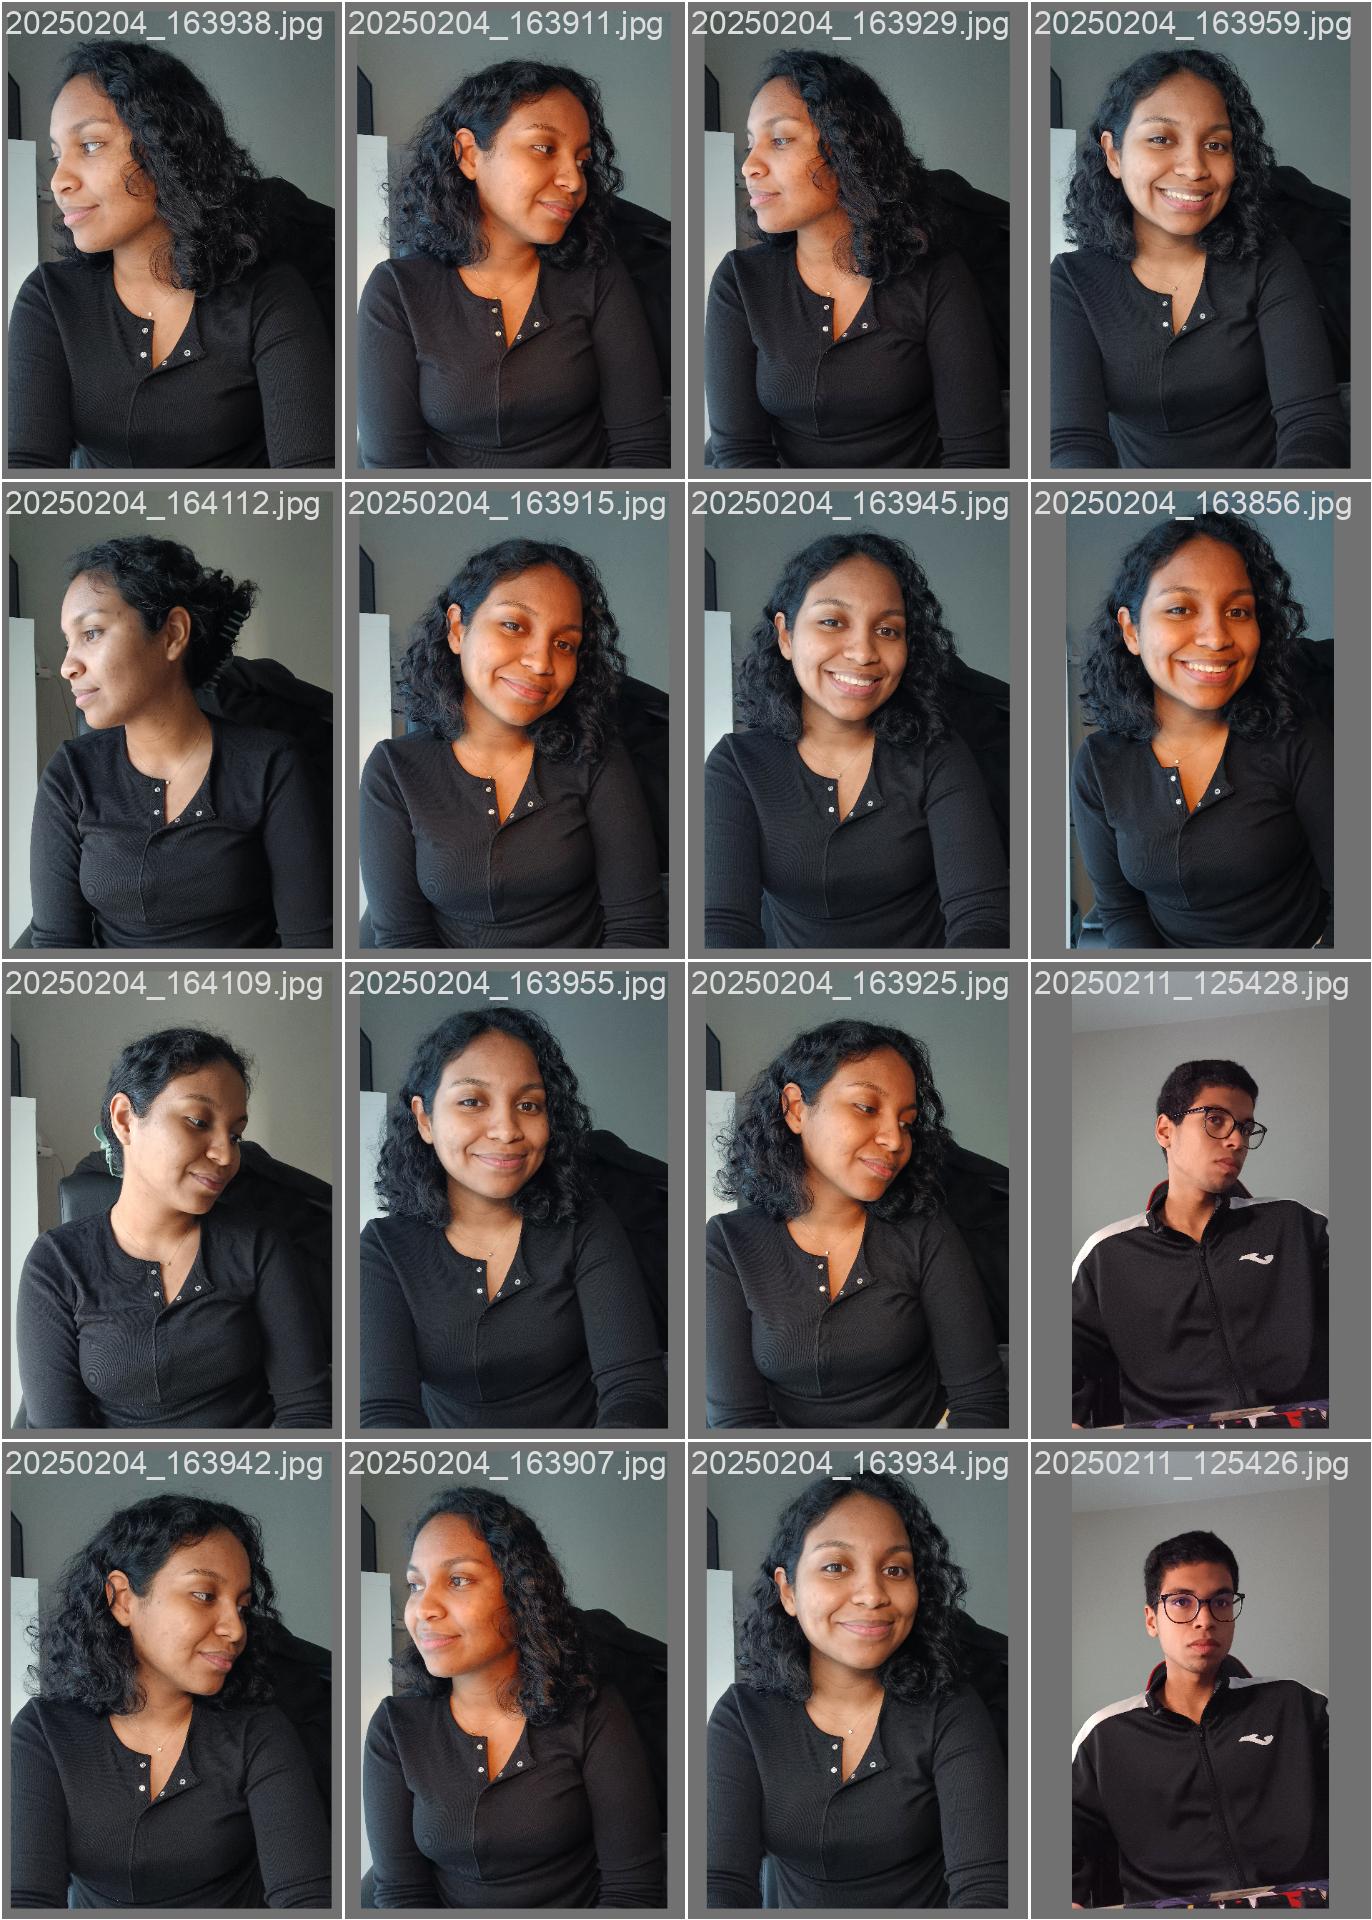 20250204_163938.jpg
20250204_163911.jpg
20250204_163929.jpg
20250204_163959.jpg
20250204_164112.jpg
20250204_163915.jpg
20250204_163945.jpg
20250204_163856.jpg
20250204_164109.jpg
20250204_163955.jpg
20250204_163925.jpg
20250211_125428.jpg
20250204_163942.jpg
20250204_163907.jpg
20250204_163934.jpg
20250211_125426.jpg